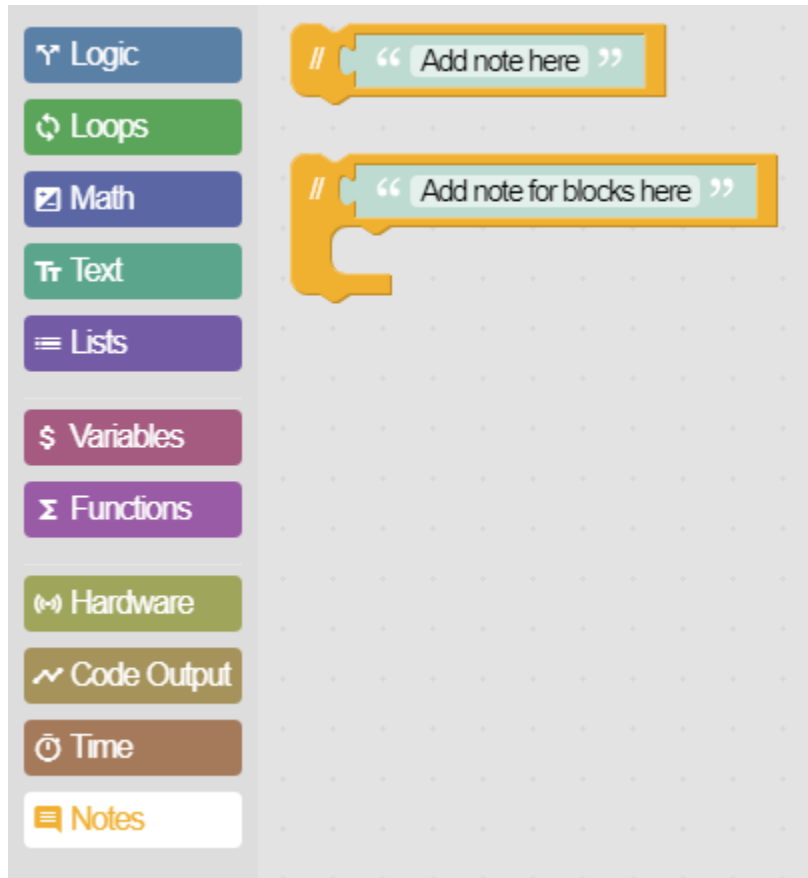 Logic
Loops
Math
Text
Lists
$ Variables
Σ Functions
Hardware
Code Output
Time
Notes
// “ Add note here ”
// “ Add note for blocks here ”